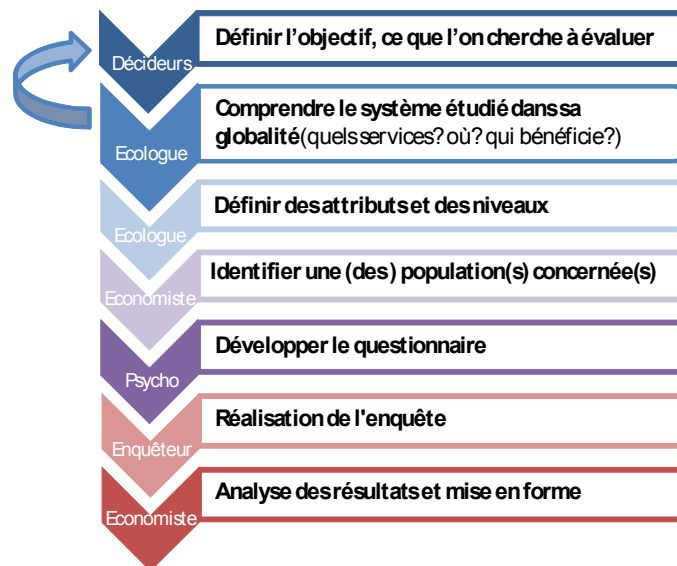 Définir l'objectif, ce que l'on cherche à évaluer
Décideurs
Comprendre le système étudié dans sa
globalité (quels services? où? qui bénéficie?)
Ecologue
Définir des attributs et des niveaux
Ecologue
Identifier une (des) population(s) concernée(s)
Economiste
Développer le questionnaire
Psycho
Réalisation de l'enquête
Enquêteur
Analyse des résultats et mise en forme
Economiste